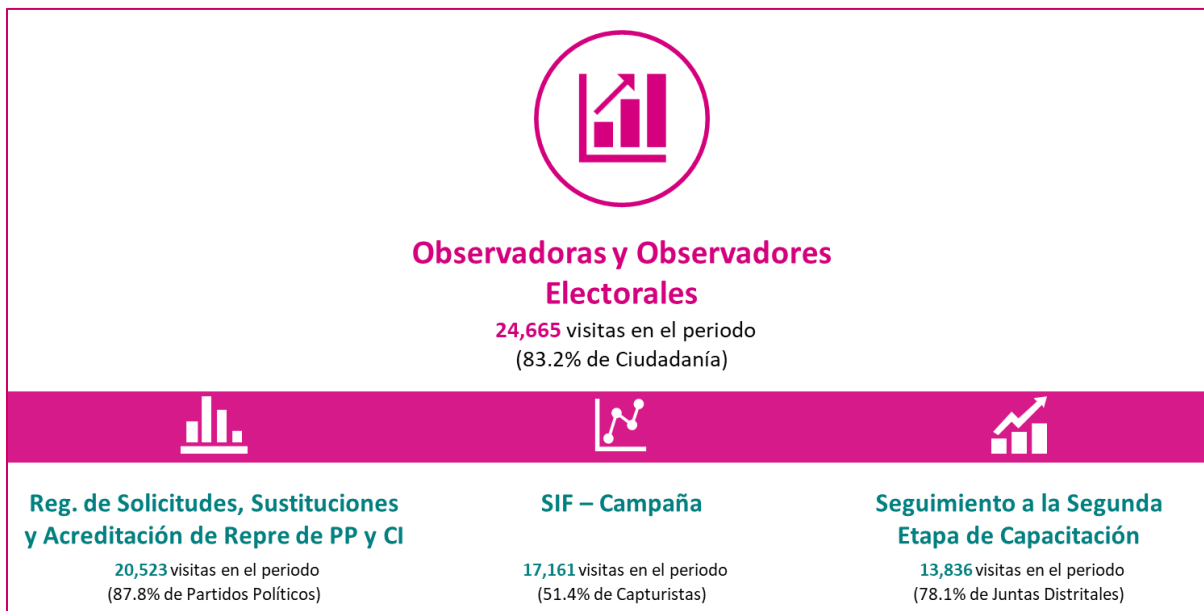 Observadoras y Observadores
Electorales
24,665 visitas en el periodo
(83.2% de Ciudadanía)
Reg. de Solicitudes, Sustituciones
y Acreditación de Repre de PP y CI
20,523 visitas en el periodo
(87.8% de Partidos Políticos)
SIF – Campaña
17,161 visitas en el periodo
(51.4% de Capturistas)
Seguimiento a la Segunda
Etapa de Capacitación
13,836 visitas en el periodo
(78.1% de Juntas Distritales)